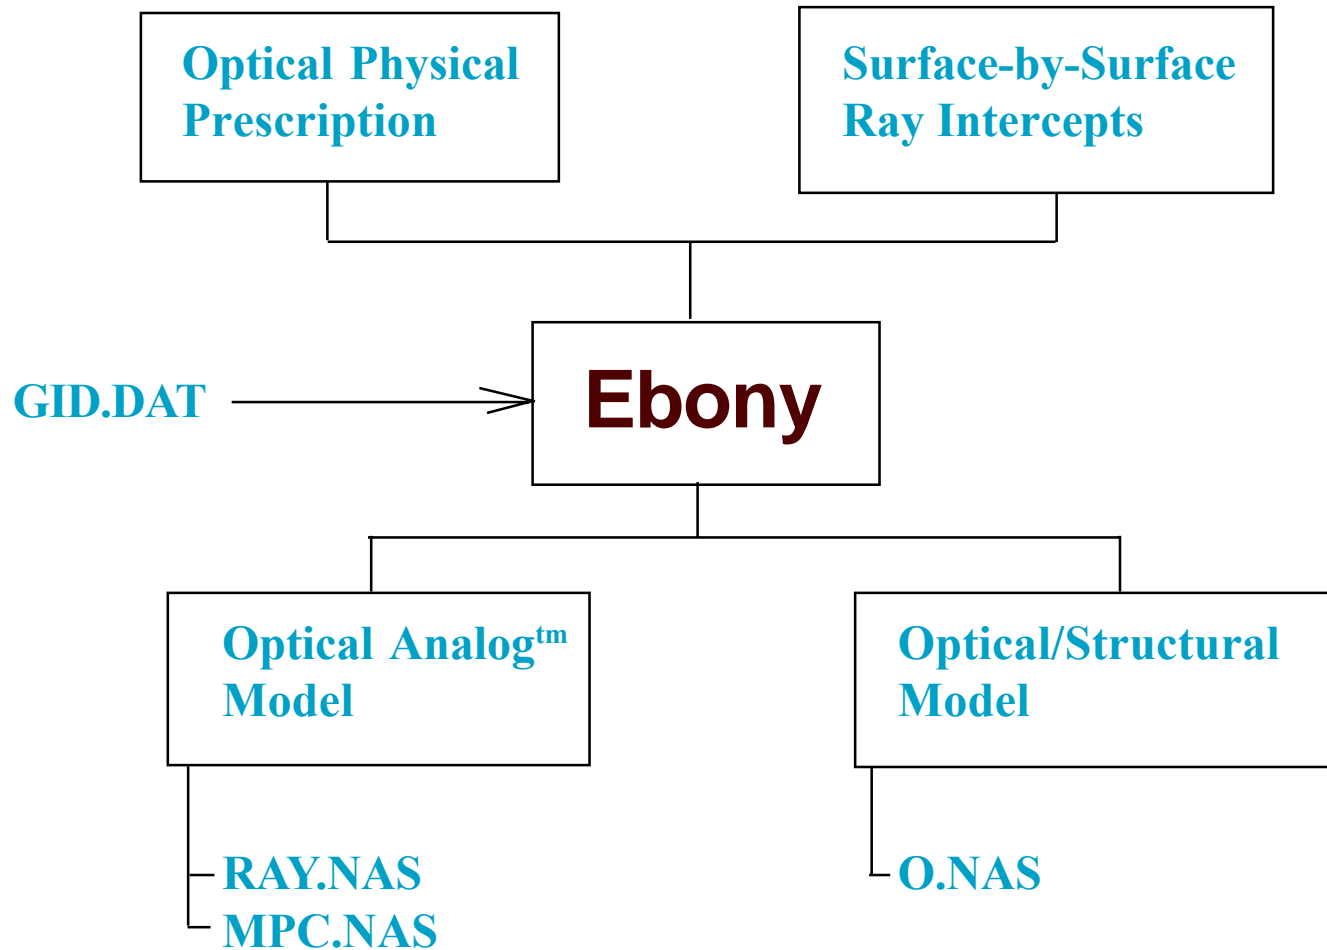 Optical Physical
Prescription
Surface-by-Surface
Ray Intercepts
GID.DAT
Ebony
Optical Analogtm
Model
Optical/Structural
Model
RAY.NAS
MPC.NAS
O.NAS